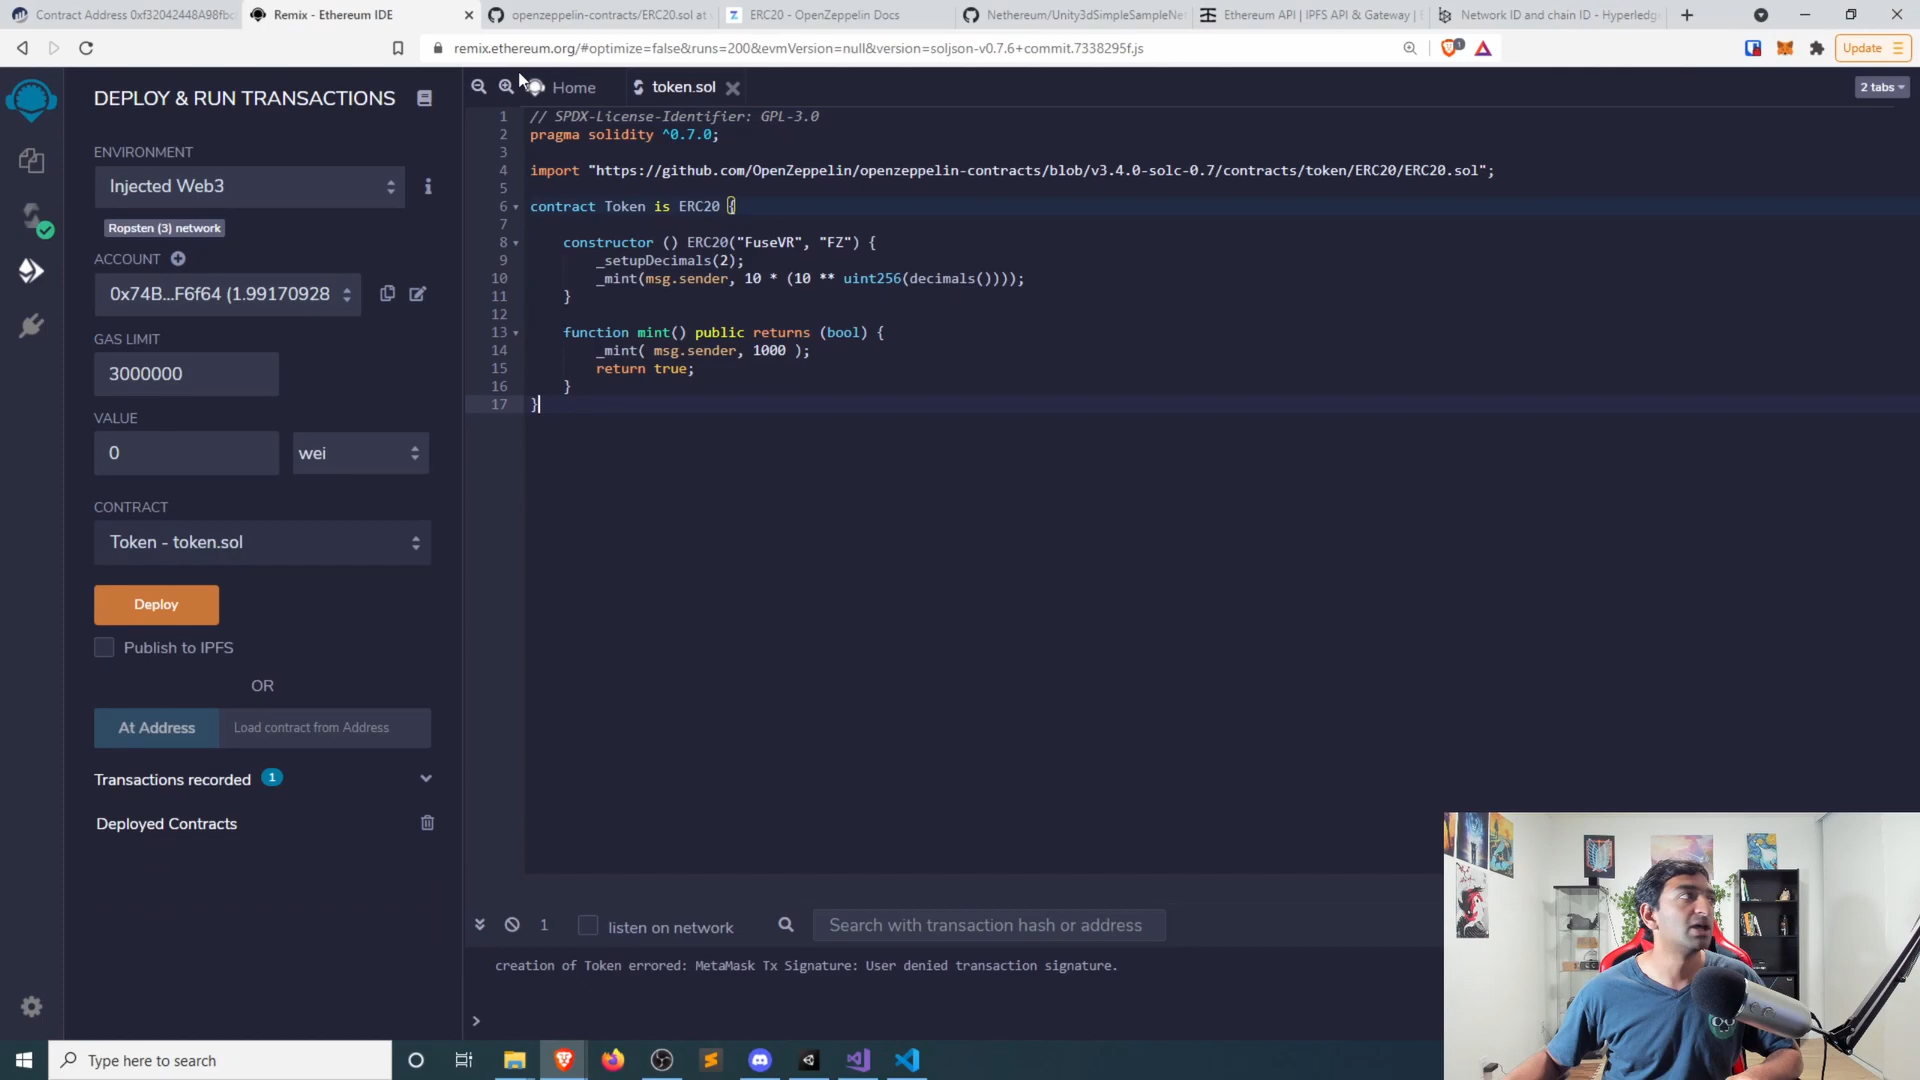 Contract Address 0xf32042448A98fbc
Remix - Ethereum IDE
openzeppelin-contracts/ERC20.sol at
ERC20 - OpenZeppelin Docs
Nethereum/Unity3dSimpleSampleNet
Ethereum API | IPFS API & Gateway |
Network ID and chain ID - Hyperledg
remix.ethereum.org/#optimize=false&runs=200&evmVersion=null&version=soljson-v0.7.6+commit.7338295f.js
1
Update
DEPLOY & RUN TRANSACTIONS
Home
token.sol
2 tabs
ENVIRONMENT
Injected Web3
Ropsten (3) network
ACCOUNT
0x74B...F6f64 (1.99170928
GAS LIMIT
3000000
VALUE
0
wei
CONTRACT
Token - token.sol
Deploy
Publish to IPFS
OR
At Address
Load contract from Address
Transactions recorded 1
Deployed Contracts
1 // SPDX-License-Identifier: GPL-3.0
2 pragma solidity ^0.7.0;
3
4 import "https://github.com/OpenZeppelin/openzeppelin-contracts/blob/v3.4.0-solc-0.7/contracts/token/ERC20/ERC20.sol";
5
6 contract Token is ERC20 {
7
8 constructor () ERC20("FuseVR", "FZ") {
9 _setupDecimals(2);
10 _mint(msg.sender, 10 * (10 ** uint256(decimals())));
11 }
12
13 function mint() public returns (bool) {
14 _mint( msg.sender, 1000 );
15 return true;
16 }
17 }
1
listen on network
Search with transaction hash or address
creation of Token errored: MetaMask Tx Signature: User denied transaction signature.
>
Type here to search